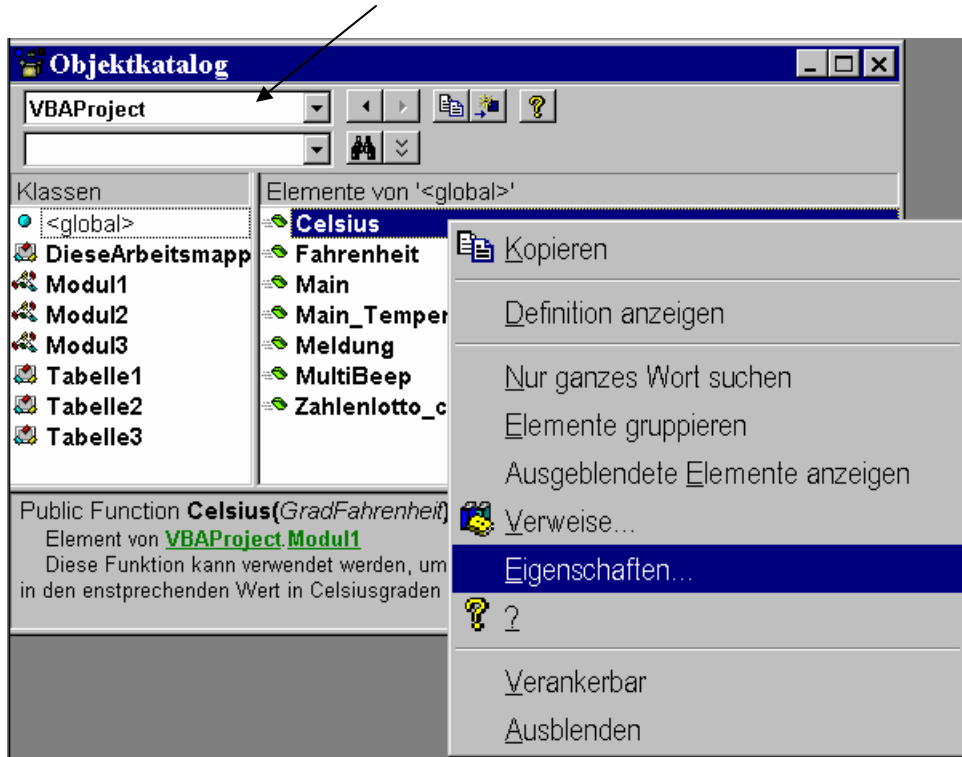 Objektkatalog
VBAProject
Klassen
Elemente von '<global>'
<global>
DieseArbeitsmapp
Modul1
Modul2
Modul3
Tabelle1
Tabelle2
Tabelle3
Celsius
Fahrenheit
Main
Main_Temper
Meldung
MultiBeep
Zahlenlotto_c
Kopieren
Definition anzeigen
Nur ganzes Wort suchen
Elemente gruppieren
Ausgeblendete Elemente anzeigen
Verweise...
Eigenschaften...
?
Verankerbar
Ausblenden
Public Function Celsius(GradFahrenheit)
Element von VBAProject.Modul1
Diese Funktion kann verwendet werden, um
in den enstprechenden Wert in Celsiusgraden